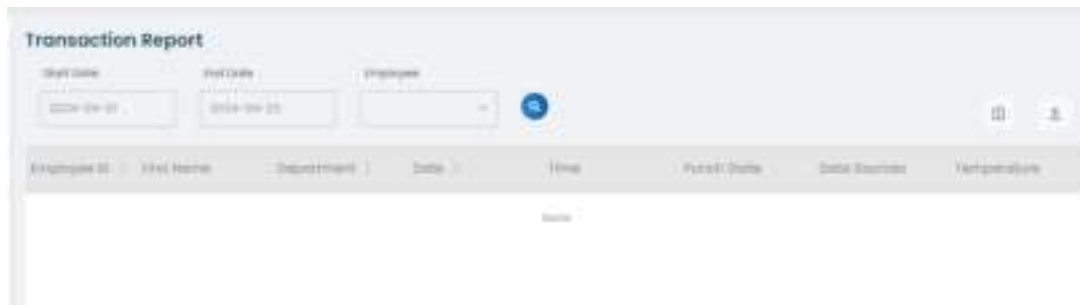 Transaction Report
Start Date End Date Employee
Employee ID First Name Department Date Time Punch State Data Sources Temperature